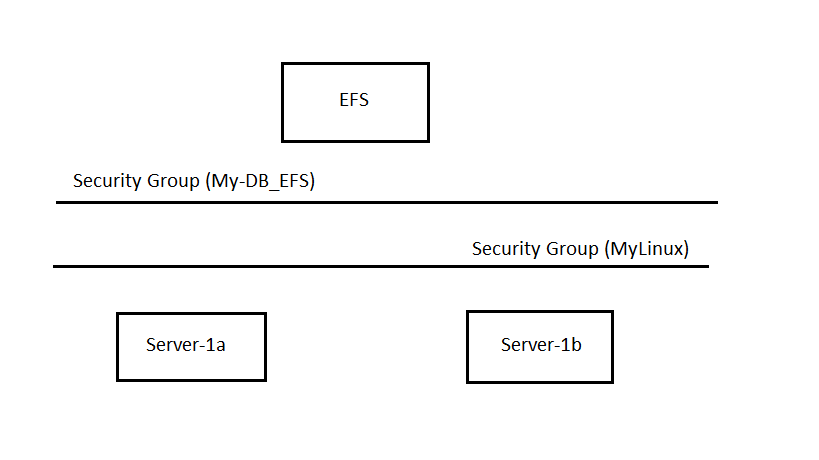 EFS
Security Group (My-DB_EFS)
Security Group (MyLinux)
Server-1a
Server-1b